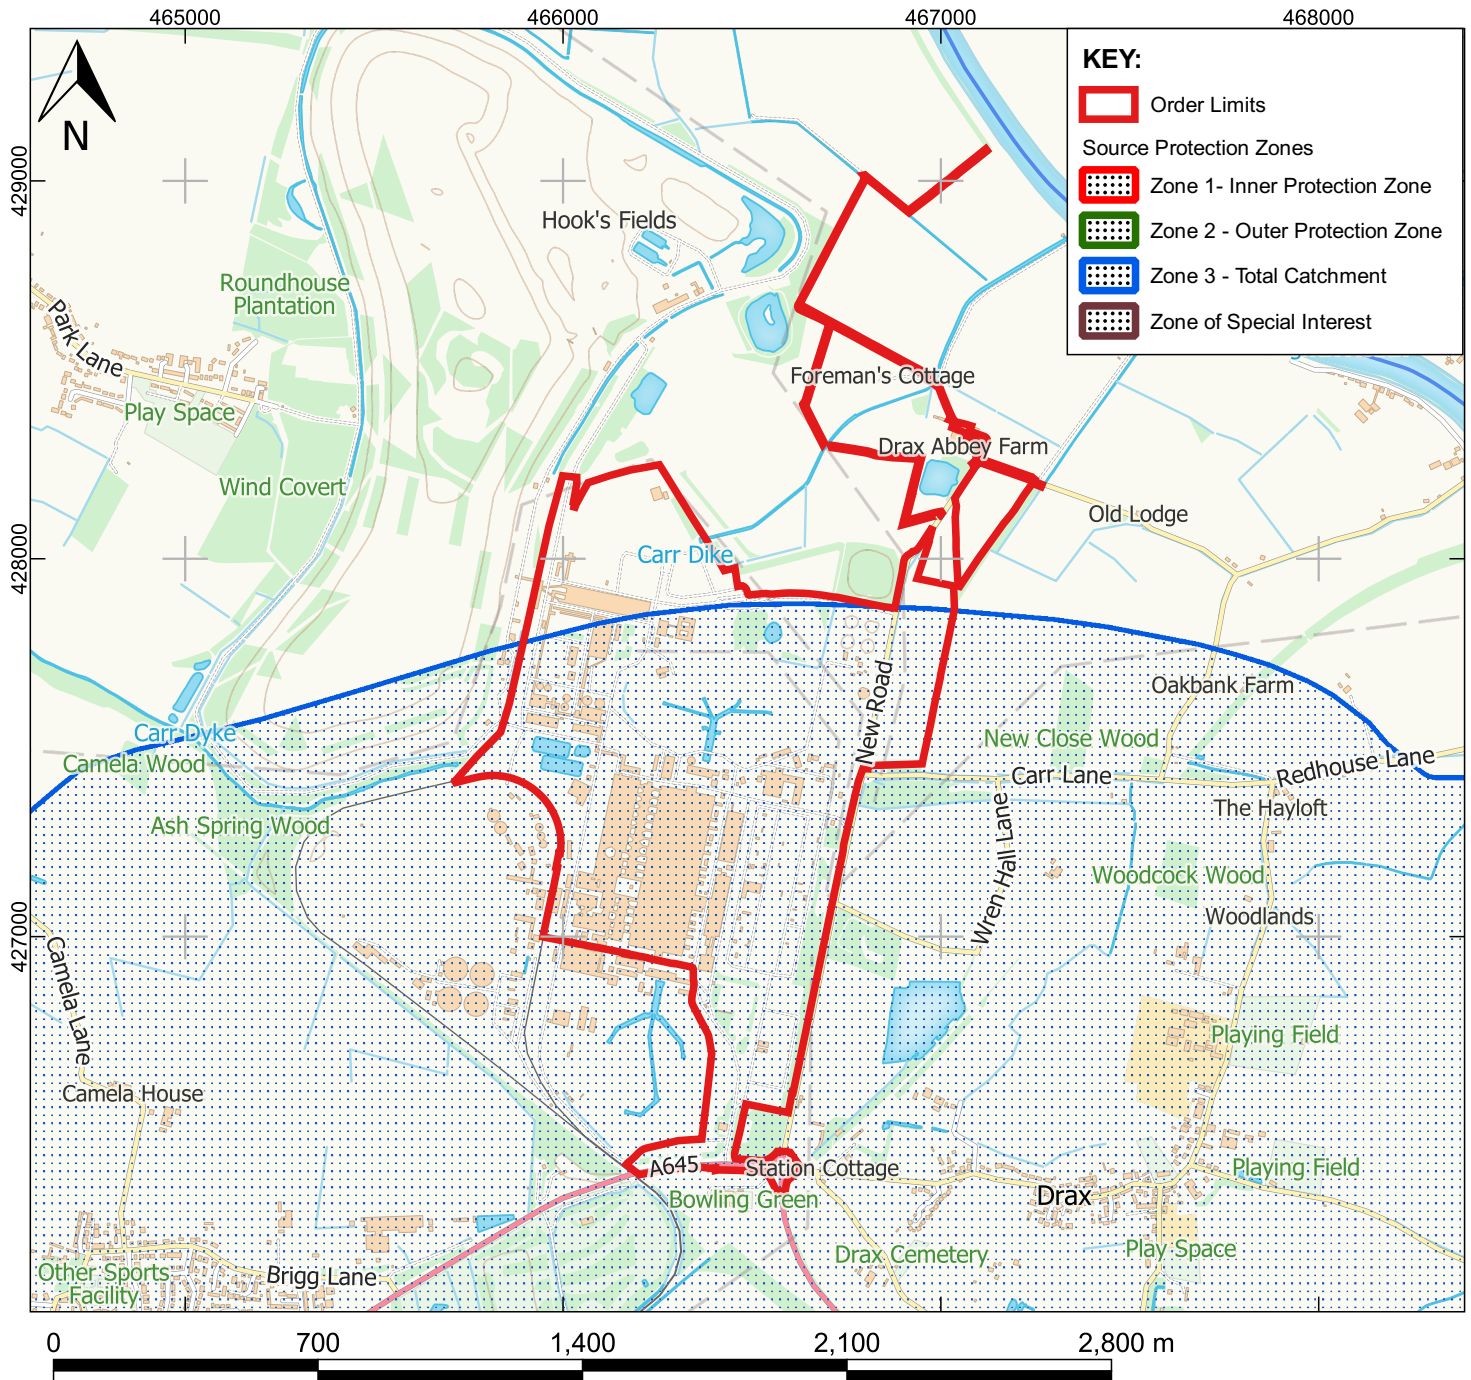 465000
466000
467000
468000
429000
428000
427000
N
KEY:
Order Limits
Source Protection Zones
Zone 1- Inner Protection Zone
Zone 2 - Outer Protection Zone
Zone 3 - Total Catchment
Zone of Special Interest
Hook's Fields
Roundhouse
Plantation
Park Lane
Play Space
Wind Covert
Foreman's Cottage
Drax Abbey Farm
Old Lodge
Carr Dike
Oakbank Farm
New Road
Carr Dyke
Camela Wood
New Close Wood
Carr Lane
Redhouse Lane
The Hayloft
Ash Spring Wood
Wren Hall Lane
Woodcock Wood
Woodlands
Camela Lane
Playing Field
Camela House
A645
Station Cottage
Playing Field
Drax
Bowling Green
Drax Cemetery
Play Space
Other Sports
Facility
Brigg Lane
0
700
1,400
2,100
2,800 m